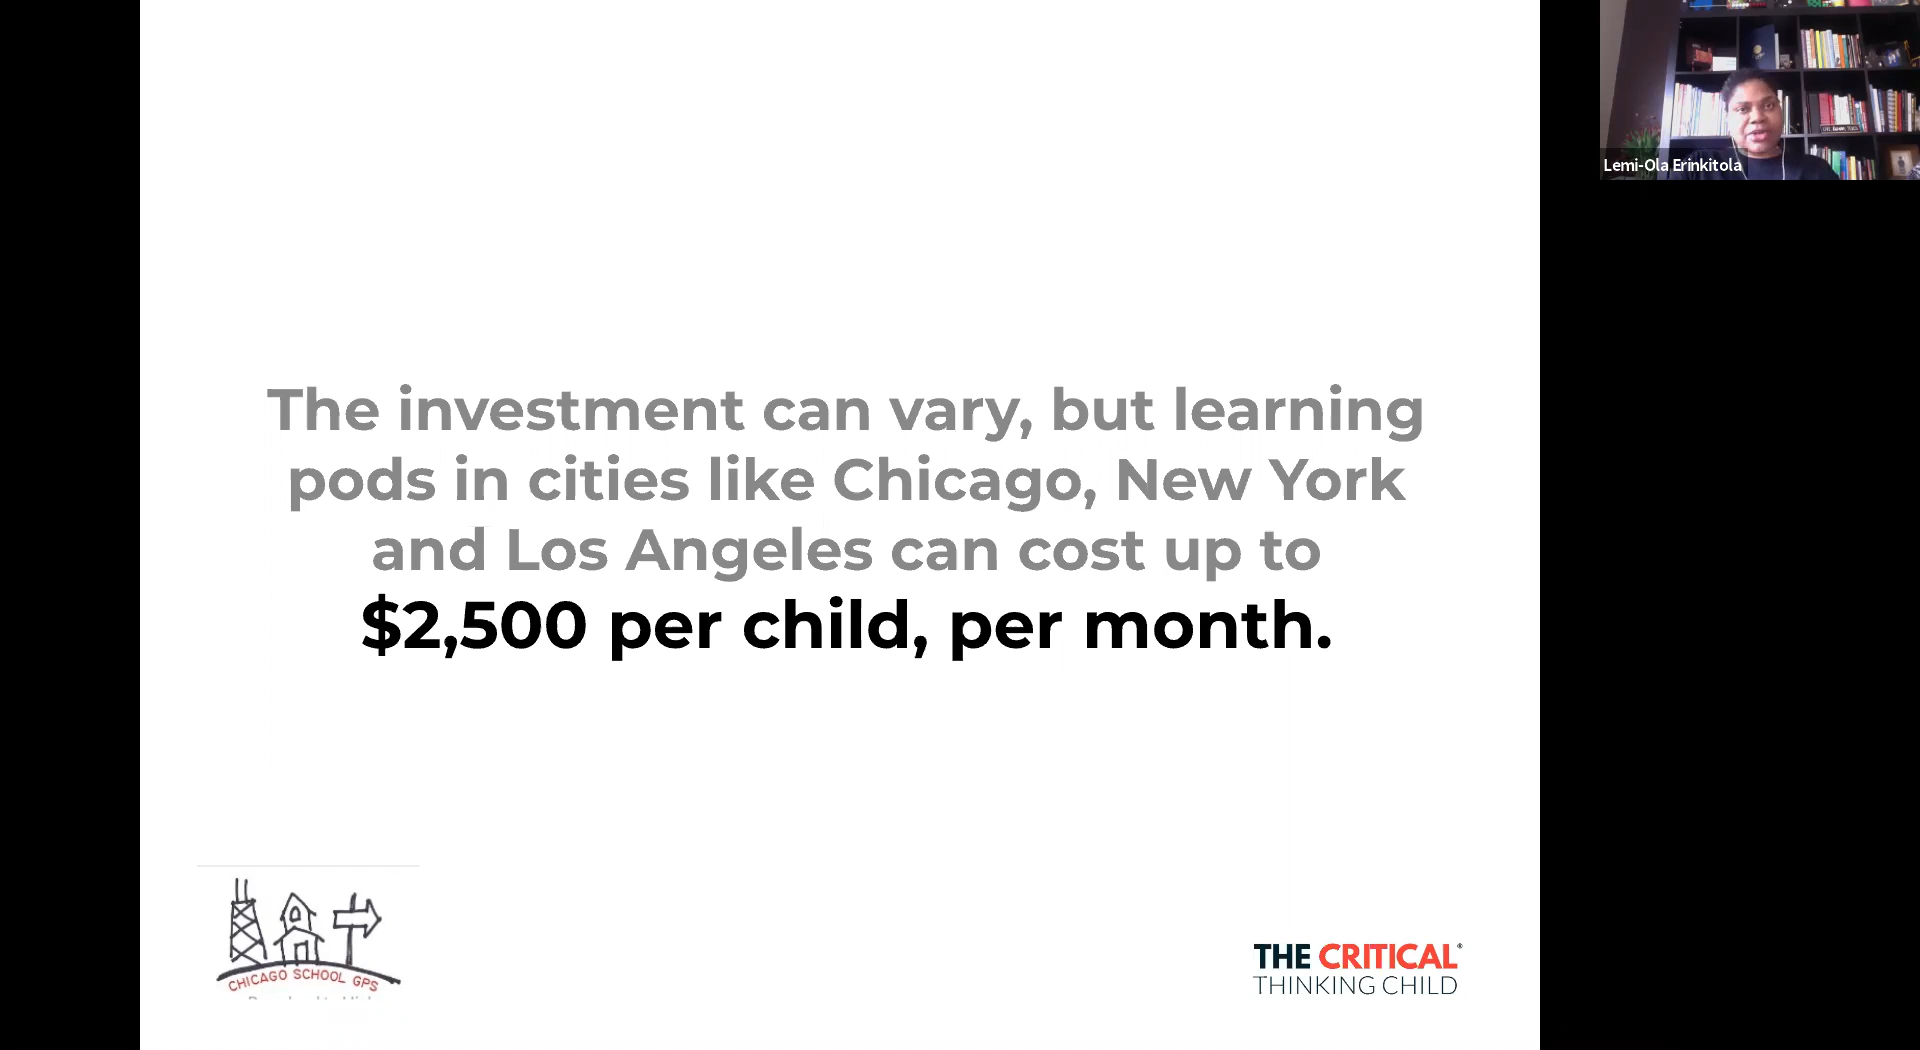 The investment can vary, but learning
pods in cities like Chicago, New York
and Los Angeles can cost up to
$2,500 per child, per month.
CHICAGO SCHOOL GPS
THE CRITICAL®
THINKING CHILD
Lemi-Ola Erinkitola